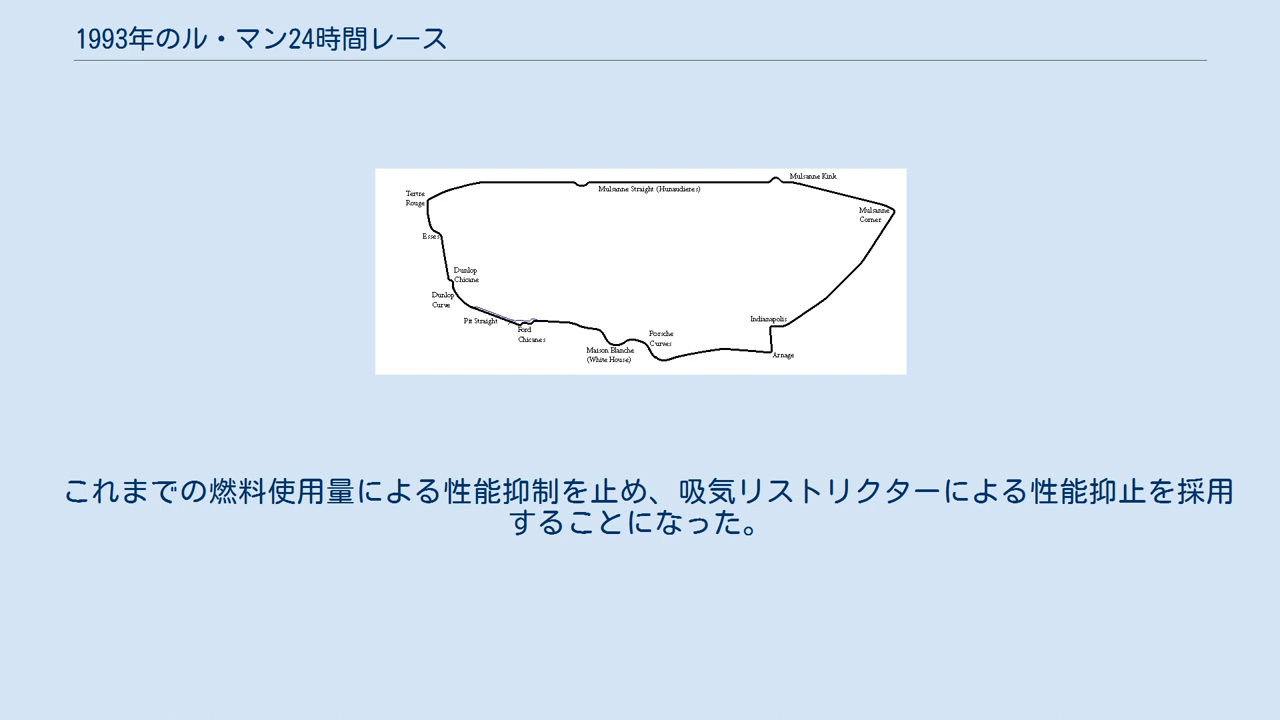 1993年のル・マン24時間レース
Mulsanne Kink
Mulsanne Straight (Hunaudieres)
Tertre
Rouge
Mulsanne
Corner
Esses
Dunlop
Chicane
Dunlop
Curve
Pit Straight
Ford
Chicanes
Indianapolis
Porsche
Curves
Maison Blanche
(White House)
Arnage
これまでの燃料使用量による性能抑制を止め、吸気リストリクターによる性能抑止を採用
することになった。